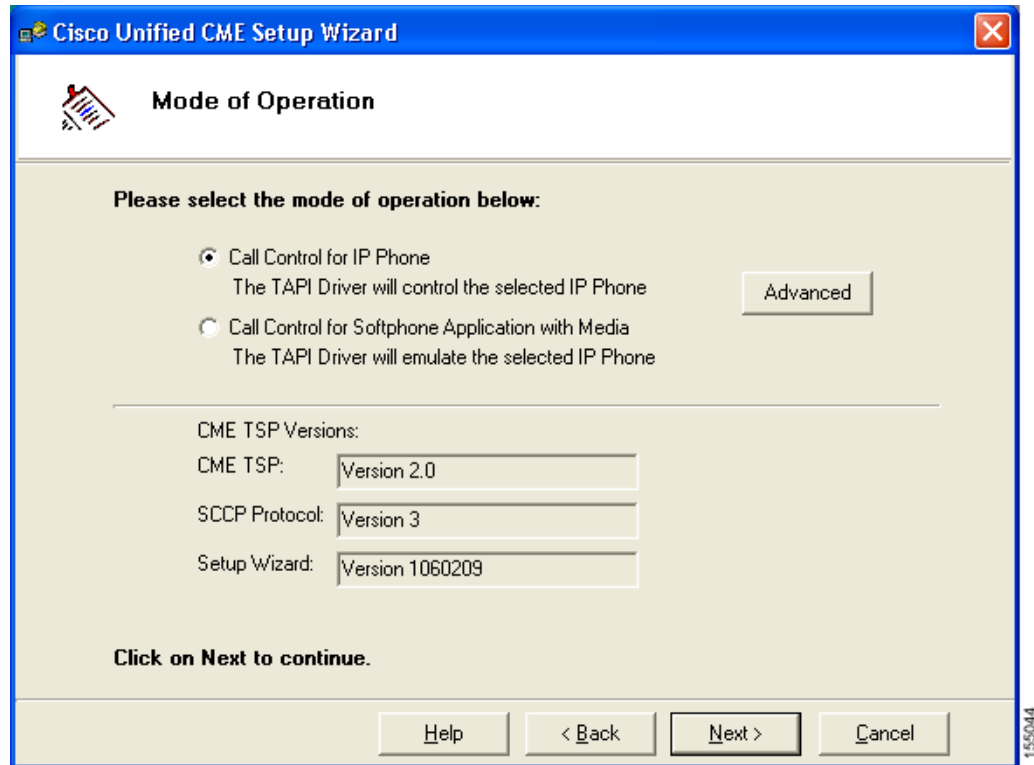 Cisco Unified CME Setup Wizard
Mode of Operation
Please select the mode of operation below:
Call Control for IP Phone
The TAPI Driver will control the selected IP Phone
Advanced
Call Control for Softphone Application with Media
The TAPI Driver will emulate the selected IP Phone
CME TSP Versions:
CME TSP: Version 2.0
SCCP Protocol: Version 3
Setup Wizard: Version 1060209
Click on Next to continue.
Help < Back Next > Cancel
155044